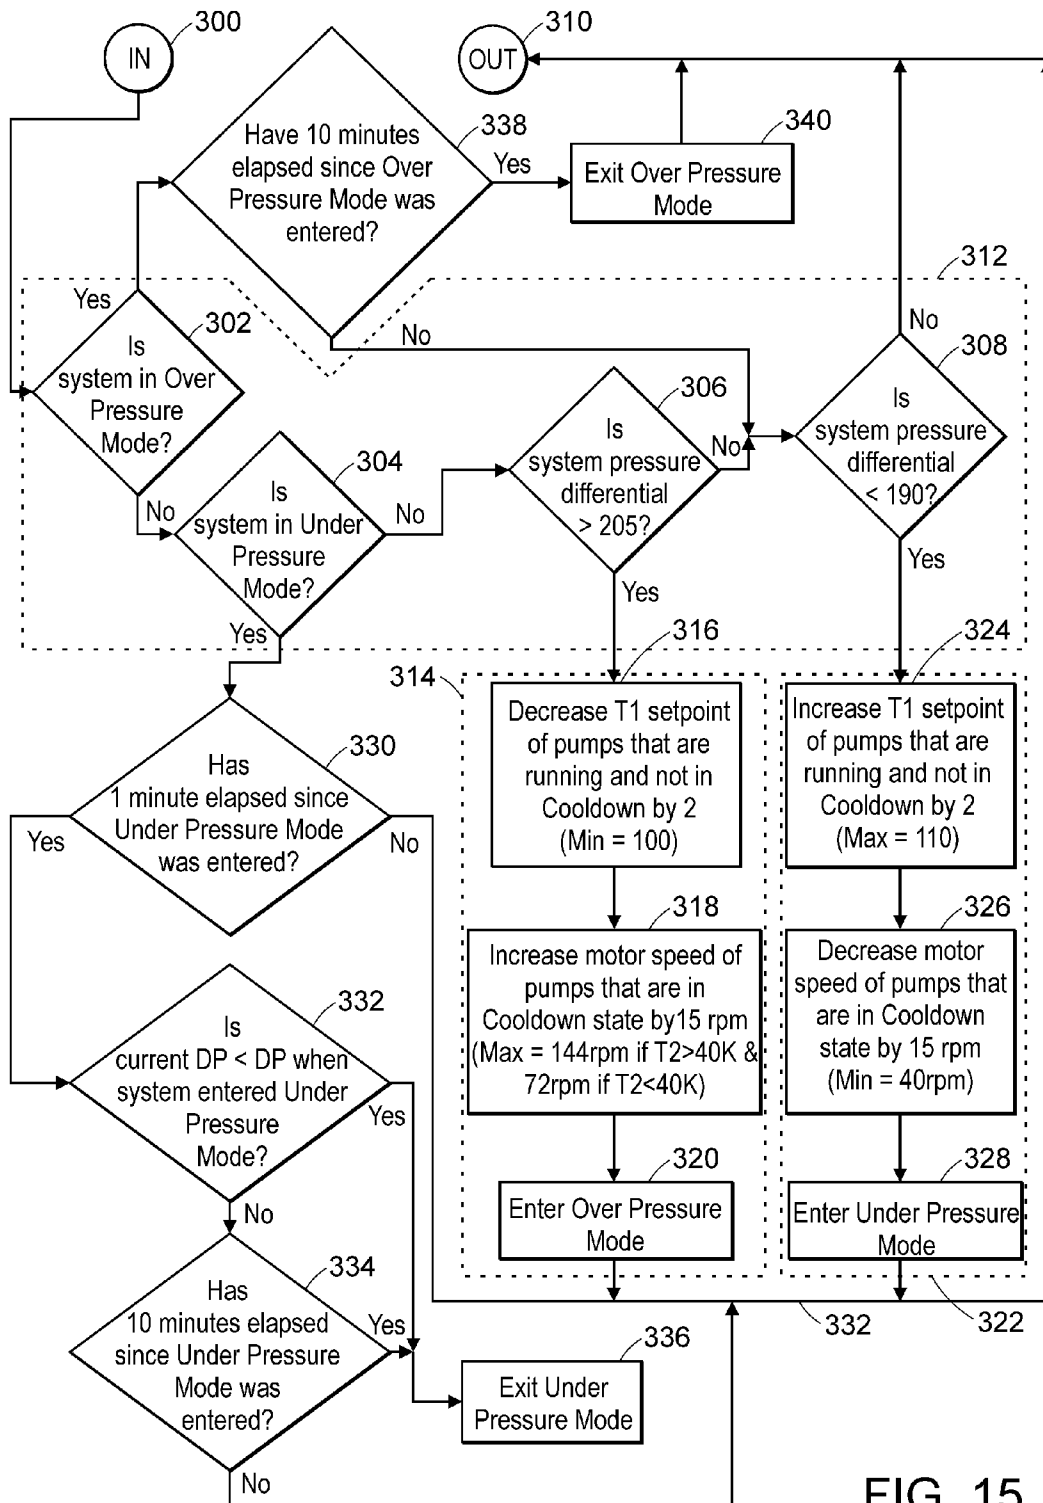 300
IN
310
OUT
338
Have 10 minutes
elapsed since Over
Pressure Mode was
entered?
Yes
340
Exit Over Pressure
Mode
312
Yes
302
Is
system in Over
Pressure
Mode?
No
No
308
Is
system pressure
differential
< 190?
306
Is
system pressure
differential
> 205?
No
304
Is
system in Under
Pressure
Mode?
No
No
Yes
Yes
Yes
314
316
Decrease T1 setpoint
of pumps that are
running and not in
Cooldown by 2
(Min = 100)
324
Increase T1 setpoint
of pumps that are
running and not in
Cooldown by 2
(Max = 110)
330
Has
1 minute elapsed since
Under Pressure Mode
was entered?
Yes
No
318
Increase motor speed of
pumps that are in
Cooldown state by15 rpm
(Max = 144rpm if T2>40K &
72rpm if T2<40K)
326
Decrease motor
speed of pumps that
are in Cooldown
state by 15 rpm
(Min = 40rpm)
332
Is
current DP < DP when
system entered Under
Pressure
Mode?
Yes
No
320
Enter Over Pressure
Mode
328
Enter Under Pressure
Mode
334
Has
10 minutes elapsed
since Under Pressure
Mode was
entered?
Yes
No
332
322
336
Exit Under
Pressure Mode
FIG. 15